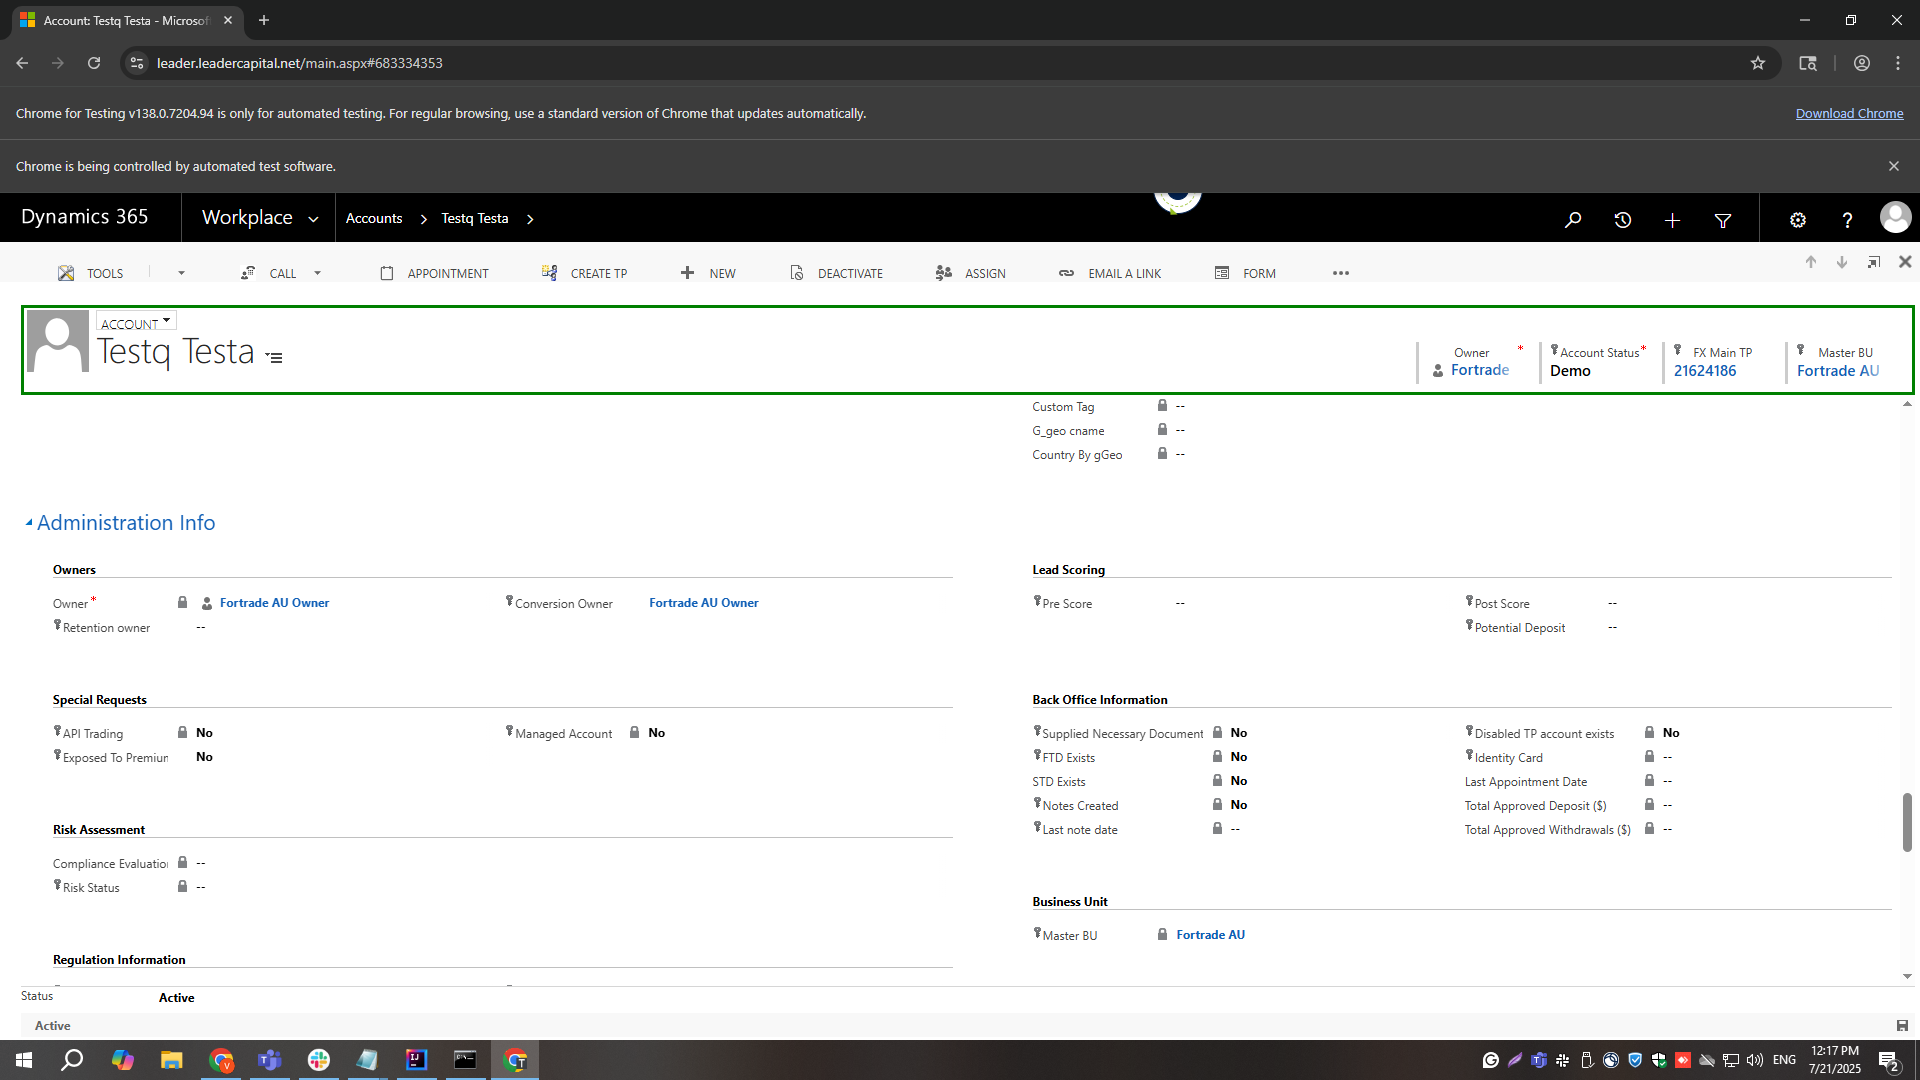 Account: Testq Testa - Microsof
leader.leadercapital.net/main.aspx#683334353
Chrome for Testing v138.0.7204.94 is only for automated testing. For regular browsing, use a standard version of Chrome that updates automatically.
Download Chrome
Chrome is being controlled by automated test software.
Dynamics 365
Workplace
Accounts
Testq Testa
TOOLS
CALL
APPOINTMENT
CREATE TP
NEW
DEACTIVATE
ASSIGN
EMAIL A LINK
FORM
ACCOUNT
Testq Testa
Owner *
Fortrade
Account Status *
Demo
FX Main TP
21624186
Master BU
Fortrade AU
Custom Tag --
G_geo cname --
Country By gGeo --
Administration Info
Owners
Owner * Fortrade AU Owner
Conversion Owner Fortrade AU Owner
Retention owner --
Lead Scoring
Pre Score --
Post Score --
Potential Deposit --
Special Requests
API Trading No
Managed Account No
Exposed To Premiun No
Back Office Information
Supplied Necessary Document No
Disabled TP account exists No
FTD Exists No
Identity Card --
STD Exists No
Last Appointment Date --
Notes Created No
Total Approved Deposit ($) --
Last note date --
Total Approved Withdrawals ($) --
Risk Assessment
Compliance Evaluation --
Risk Status --
Business Unit
Master BU Fortrade AU
Regulation Information
Status Active
Active
ENG
12:17 PM
7/21/2025
2